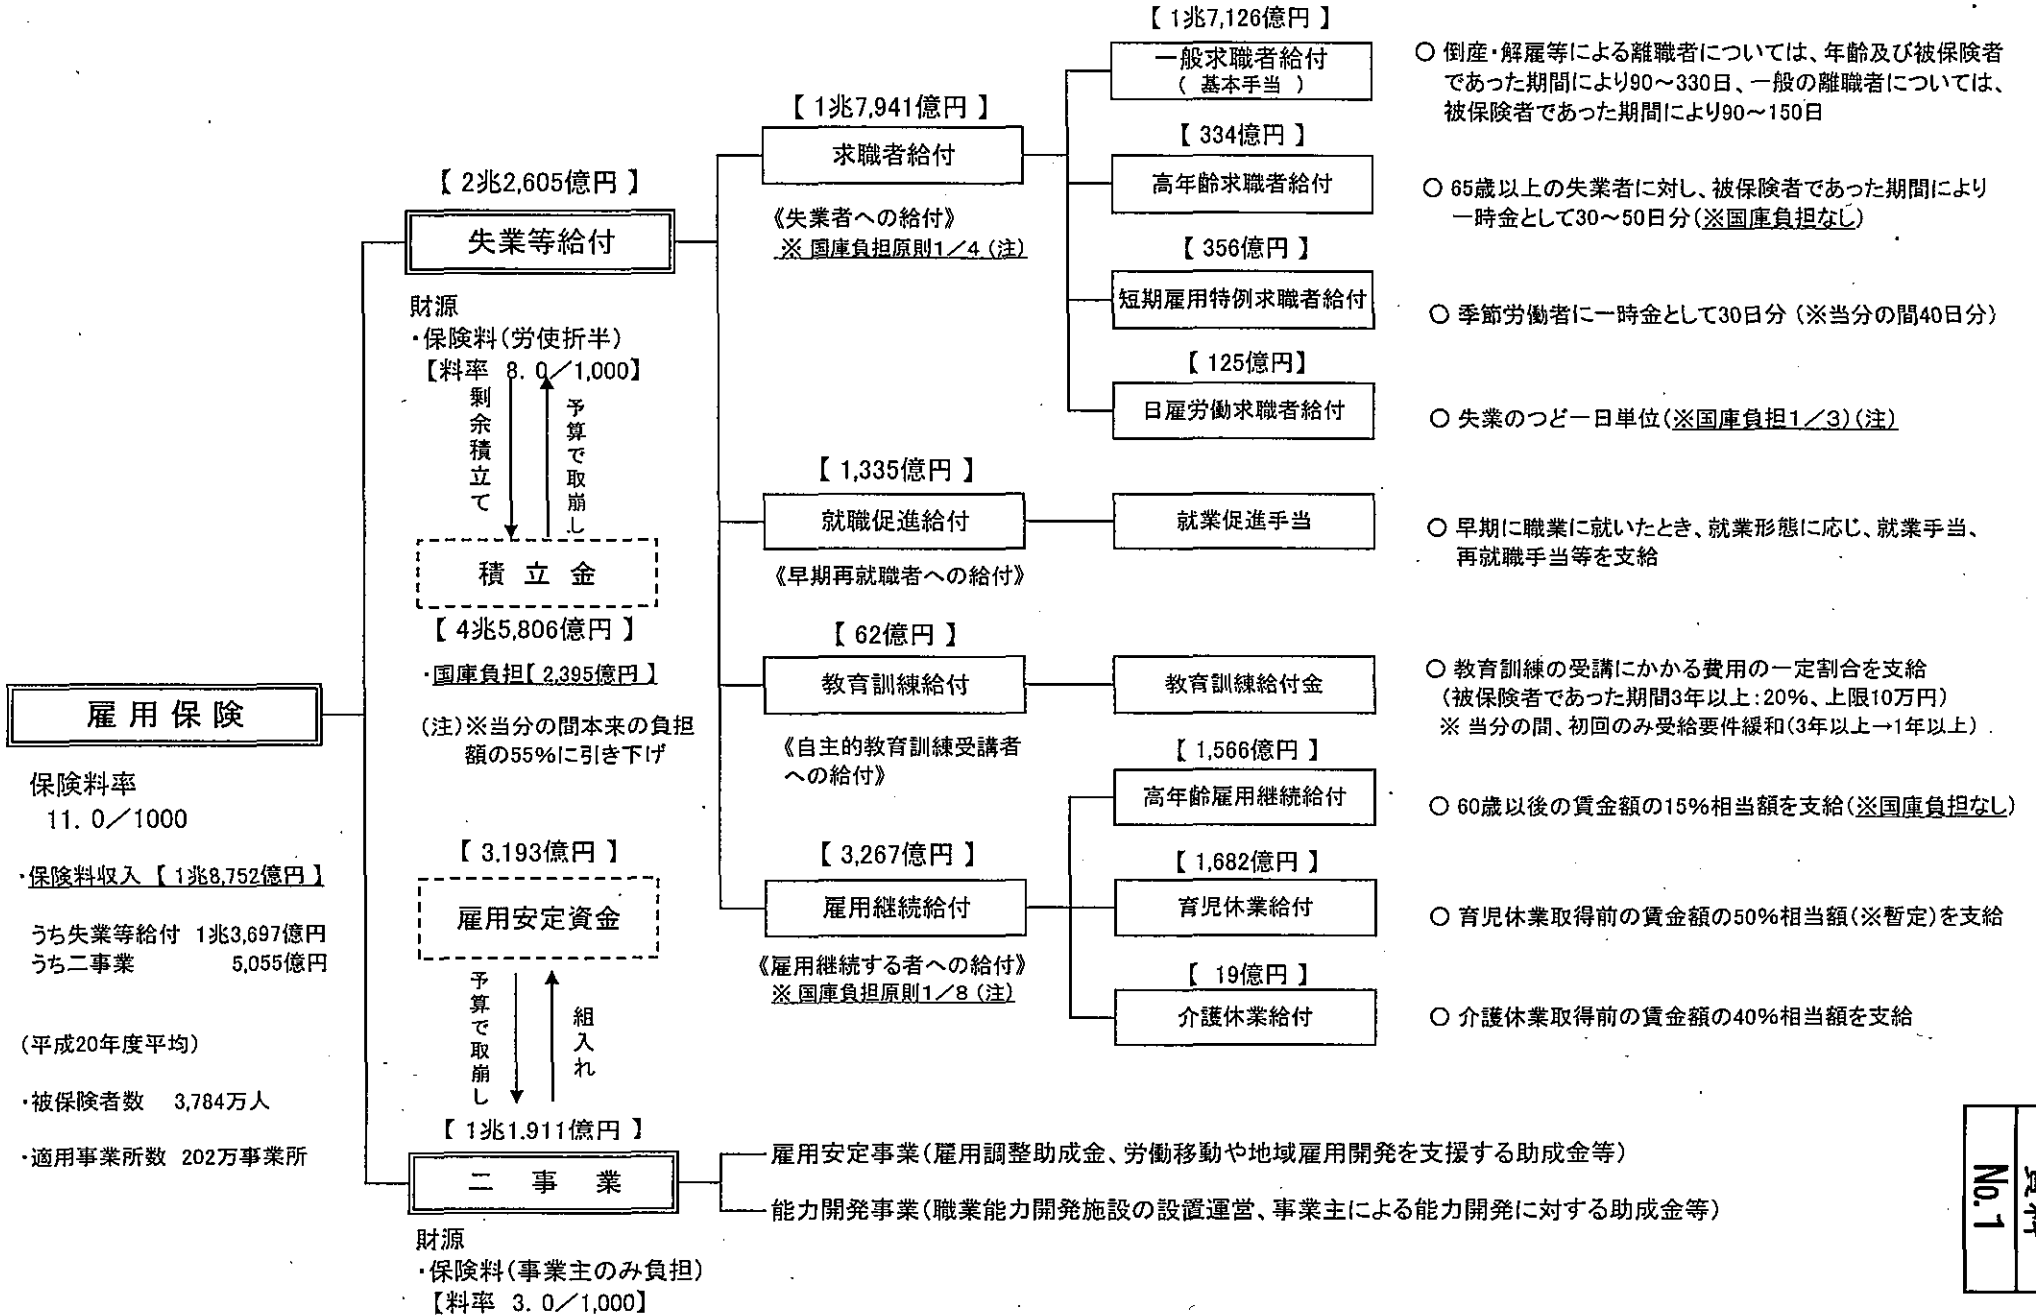 雇用保険
保険料率
11.0／1000
・保険料収入【 1兆8,752億円 】
うち失業等給付 1兆3,697億円
うち二事業 5,055億円
(平成20年度平均)
・被保険者数 3,784万人
・適用事業所数 202万事業所
【 2兆2,605億円 】
失業等給付
財源
・保険料(労使折半)
【料率 8.0／1,000】
剰余積立て
予算で取崩し
積立金
【 4兆5,806億円 】
・国庫負担【 2,395億円 】
(注)※当分の間本来の負担
額の55%に引き下げ
【 3,193億円 】
雇用安定資金
予算で取崩し
組入れ
【 1兆1,911億円 】
二事業
財源
・保険料(事業主のみ負担)
【料率 3.0／1,000】
【 1兆7,941億円 】
求職者給付
《失業者への給付》
※ 国庫負担原則1／4 (注)
【 1兆7,126億円 】
一般求職者給付
( 基本手当 )
○ 倒産・解雇等による離職者については、年齢及び被保険者
であった期間により90～330日、一般の離職者については、
被保険者であった期間により90～150日
【 334億円 】
高年齢求職者給付
○ 65歳以上の失業者に対し、被保険者であった期間により
一時金として30～50日分(※国庫負担なし)
【 356億円 】
短期雇用特例求職者給付
○ 季節労働者に一時金として30日分 (※当分の間40日分)
【 125億円】
日雇労働求職者給付
○ 失業のつど一日単位(※国庫負担1／3)(注)
【 1,335億円 】
就職促進給付
《早期再就職者への給付》
就業促進手当
○ 早期に職業に就いたとき、就業形態に応じ、就業手当、
再就職手当等を支給
【 62億円 】
教育訓練給付
《自主的教育訓練受講者
への給付》
教育訓練給付金
○ 教育訓練の受講にかかる費用の一定割合を支給
(被保険者であった期間3年以上:20%、上限10万円)
※ 当分の間、初回のみ受給要件緩和(3年以上→1年以上)
【 3,267億円 】
雇用継続給付
《雇用継続する者への給付》
※ 国庫負担原則1／8 (注)
【 1,566億円 】
高年齢雇用継続給付
○ 60歳以後の賃金額の15%相当額を支給(※国庫負担なし)
【 1,682億円 】
育児休業給付
○ 育児休業取得前の賃金額の50%相当額(※暫定)を支給
【 19億円 】
介護休業給付
○ 介護休業取得前の賃金額の40%相当額を支給
雇用安定事業(雇用調整助成金、労働移動や地域雇用開発を支援する助成金等)
能力開発事業(職業能力開発施設の設置運営、事業主による能力開発に対する助成金等)
No.1